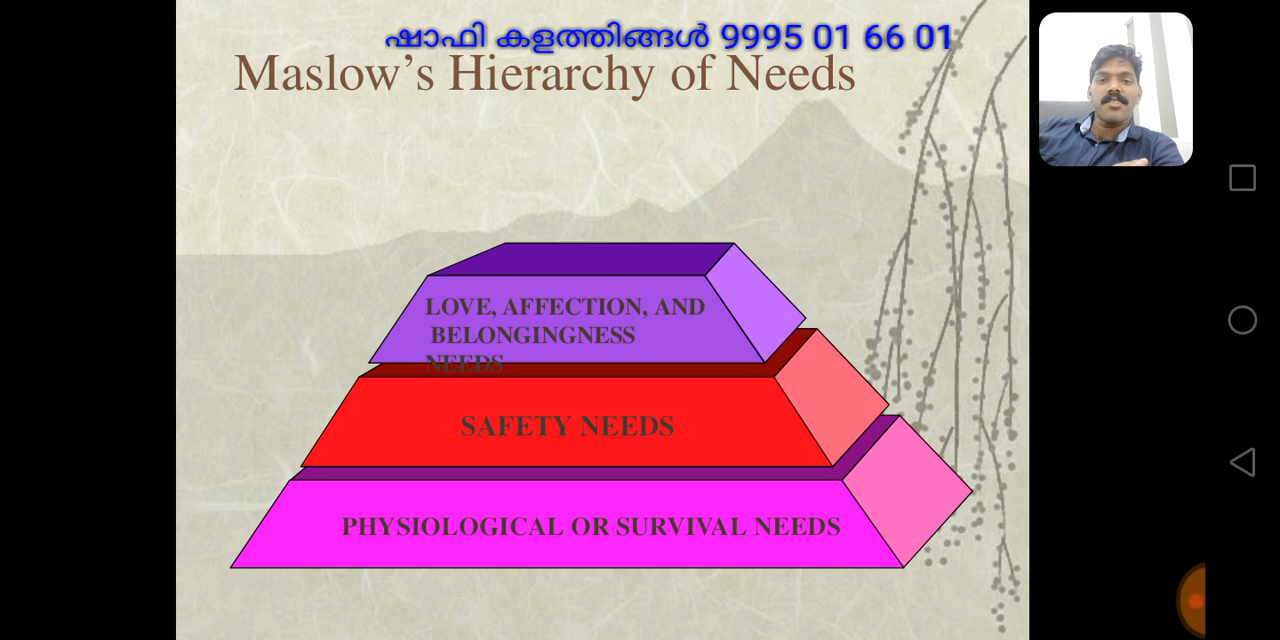 ഷാഫി കളത്തിങ്ങൽ 9995 01 66 01
Maslow’s Hierarchy of Needs
LOVE, AFFECTION, AND
BELONGINGNESS
NEEDS
SAFETY NEEDS
PHYSIOLOGICAL OR SURVIVAL NEEDS